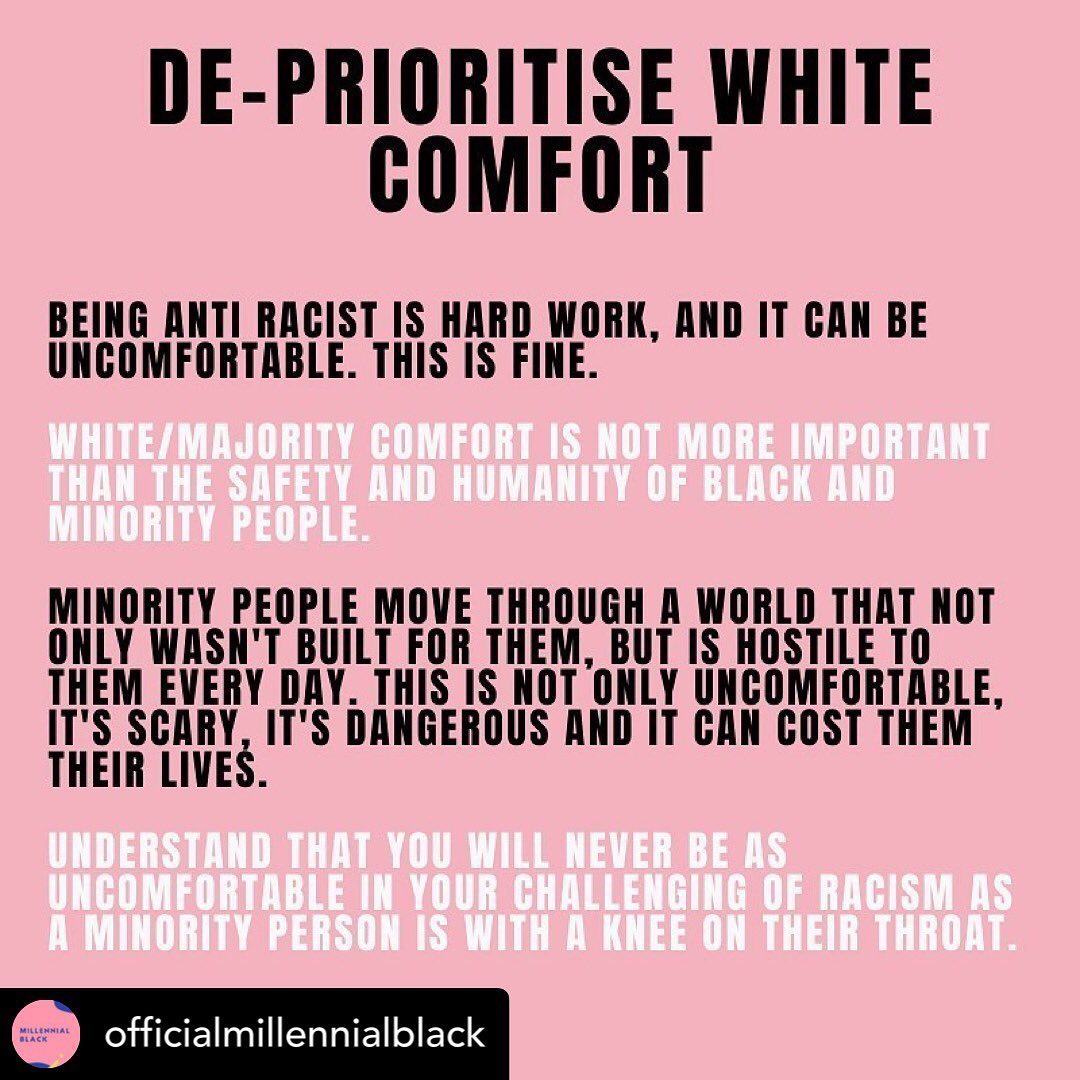 DE-PRIORITISE WHITE
COMFORT
BEING ANTI RACIST IS HARD WORK, AND IT CAN BE
UNCOMFORTABLE. THIS IS FINE.
WHITE/MAJORITY COMFORT IS NOT MORE IMPORTANT
THAN THE SAFETY AND HUMANITY OF BLACK AND
MINORITY PEOPLE.
MINORITY PEOPLE MOVE THROUGH A WORLD THAT NOT
ONLY WASN'T BUILT FOR THEM, BUT IS HOSTILE TO
THEM EVERY DAY. THIS IS NOT ONLY UNCOMFORTABLE,
IT'S SCARY, IT'S DANGEROUS AND IT CAN COST THEM
THEIR LIVES.
UNDERSTAND THAT YOU WILL NEVER BE AS
UNCOMFORTABLE IN YOUR CHALLENGING OF RACISM AS
A MINORITY PERSON IS WITH A KNEE ON THEIR THROAT.
MILLENNIAL
BLACK
officialmillennialblack